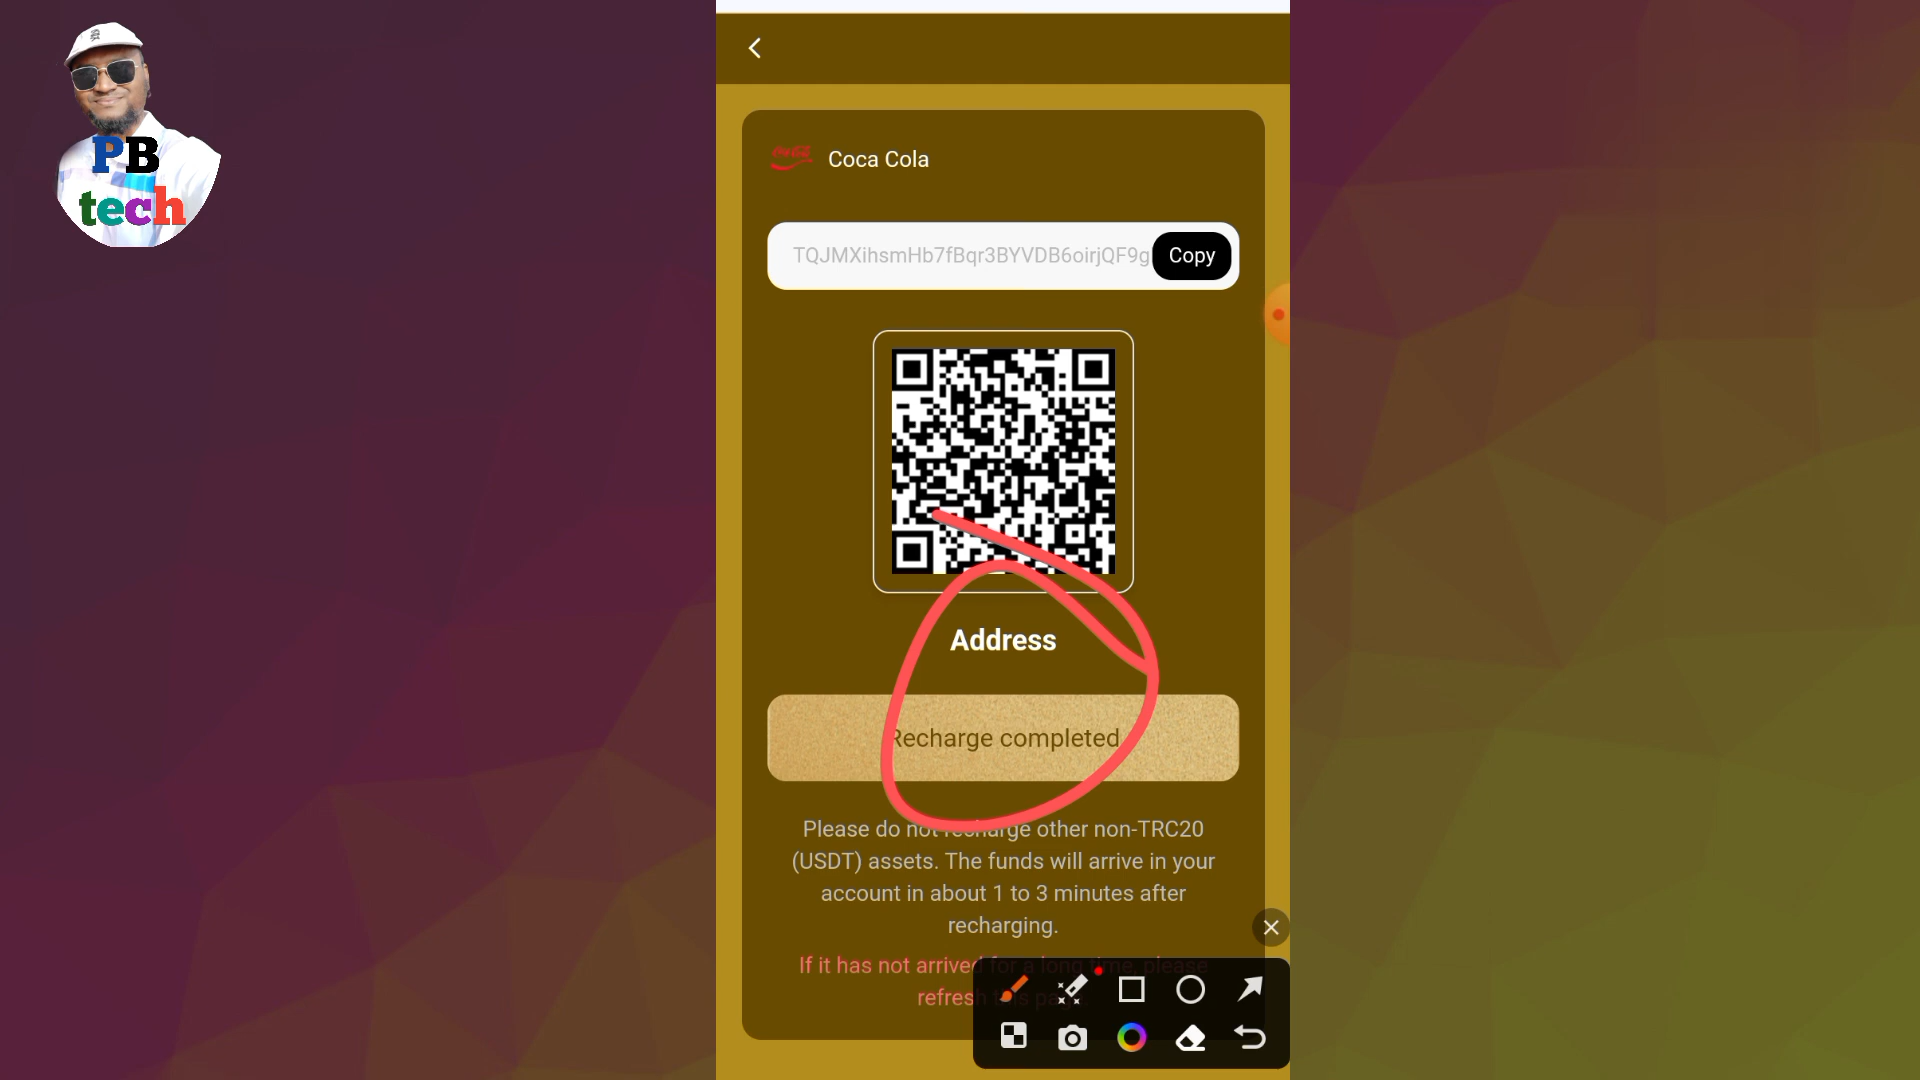 PB
tech
Coca Cola
TQJMXihsmHb7fBqr3BYVDB6oirjQF9g
Copy
Address
Recharge completed
Please do not recharge other non-TRC20
(USDT) assets. The funds will arrive in your
account in about 1 to 3 minutes after
recharging.
If it has not arrived for a long time, please
refresh this page